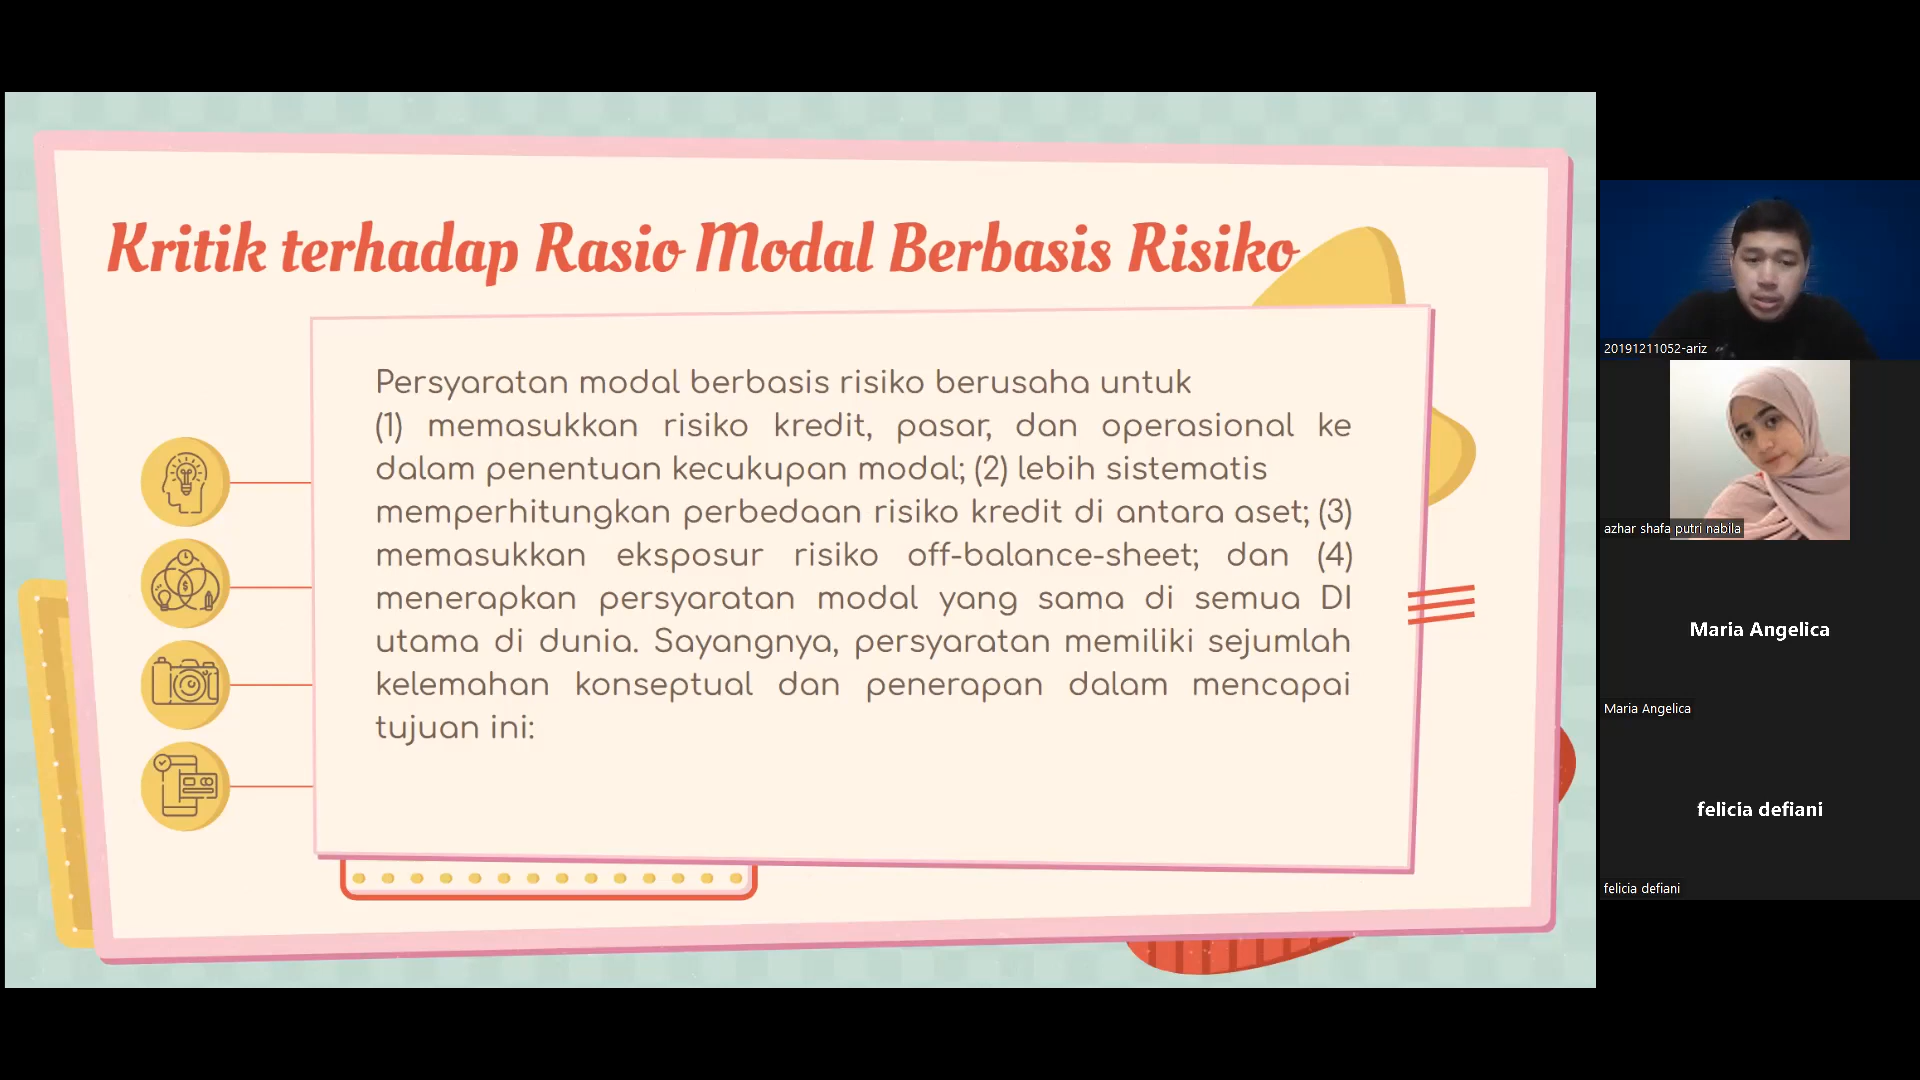 Kritik terhadap Rasio Modal Berbasis Risiko
Persyaratan modal berbasis risiko berusaha untuk
(1) memasukkan risiko kredit, pasar, dan operasional ke
dalam penentuan kecukupan modal; (2) lebih sistematis
memperhitungkan perbedaan risiko kredit di antara aset; (3)
memasukkan eksposur risiko off-balance-sheet; dan (4)
menerapkan persyaratan modal yang sama di semua DI
utama di dunia. Sayangnya, persyaratan memiliki sejumlah
kelemahan konseptual dan penerapan dalam mencapai
tujuan ini:
$
20191211052-ariz
azhar shafa putri nabila
Maria Angelica
Maria Angelica
felicia defiani
felicia defiani